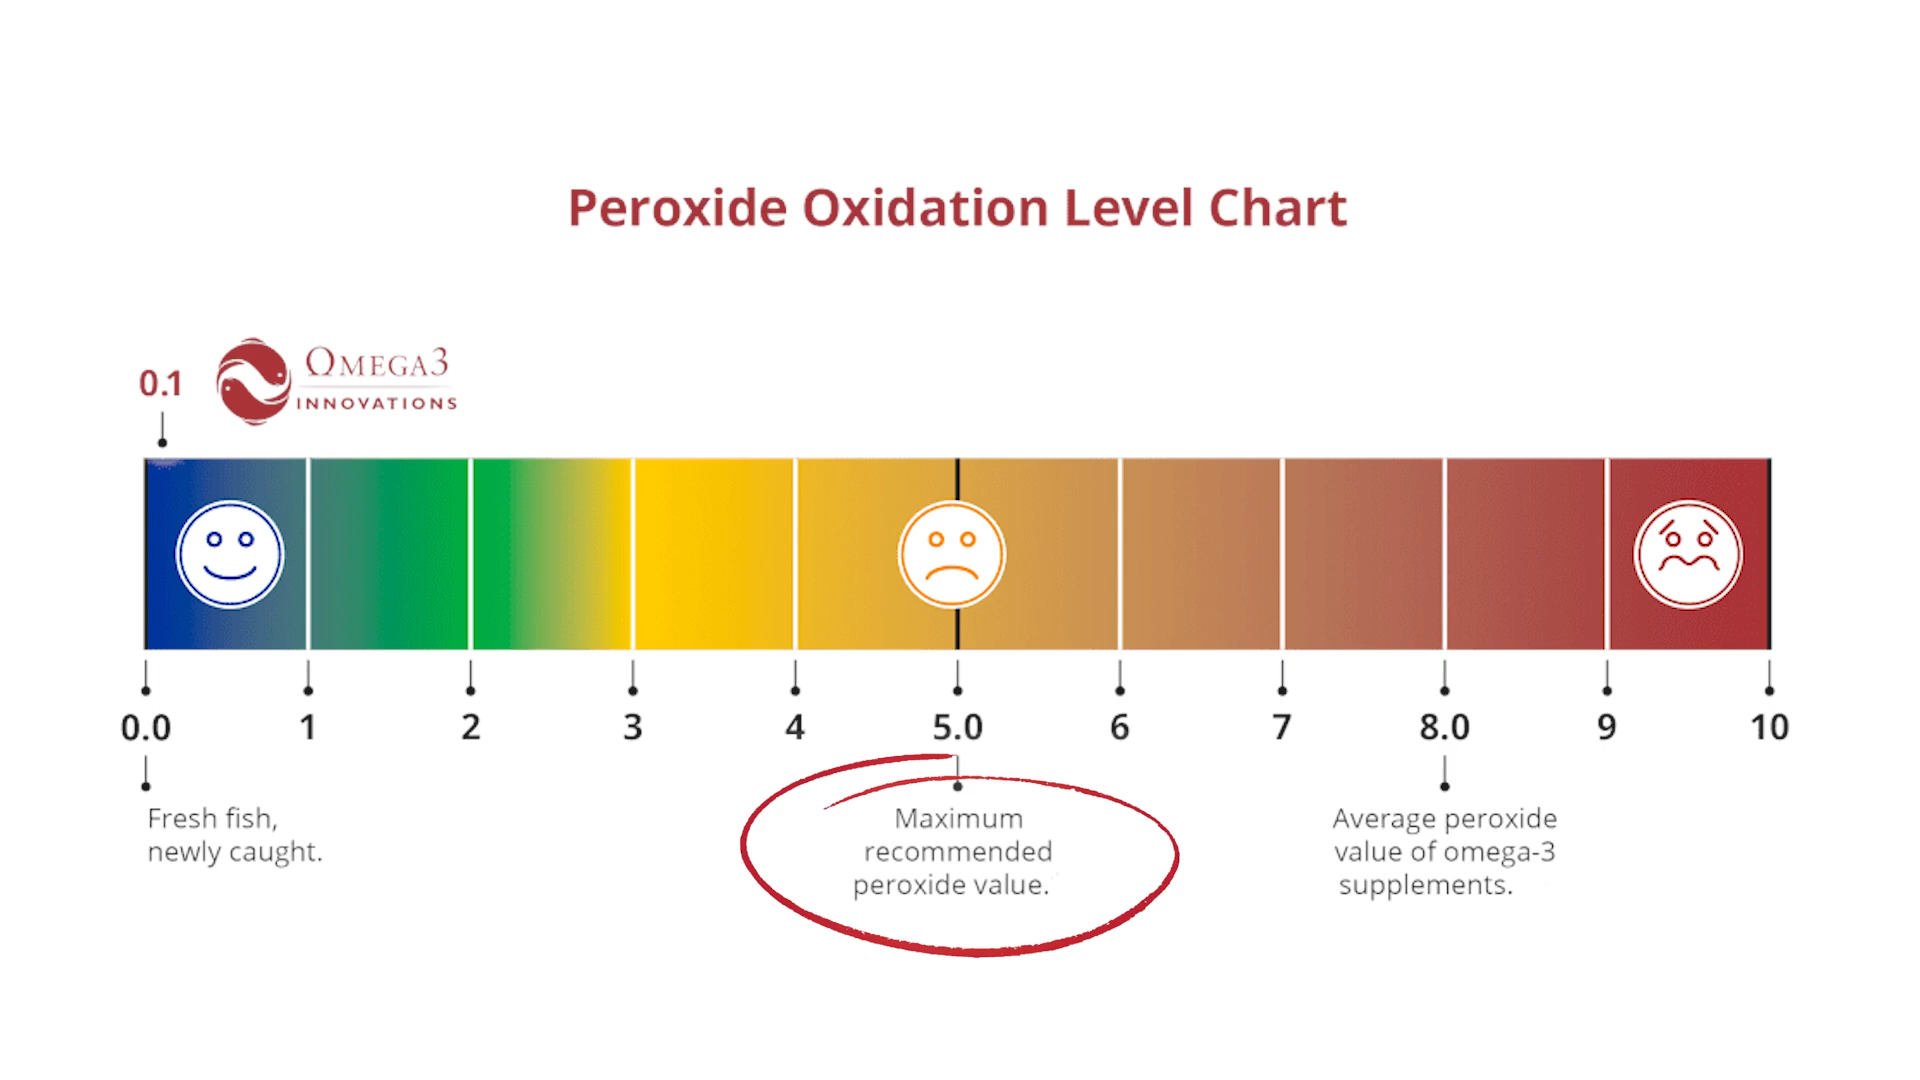 Peroxide Oxidation Level Chart
0.1
ΩMEGA3
INNOVATIONS
0.0 1 2 3 4 5.0 6 7 8.0 9 10
Fresh fish,
newly caught.
Maximum
recommended
peroxide value.
Average peroxide
value of omega-3
supplements.